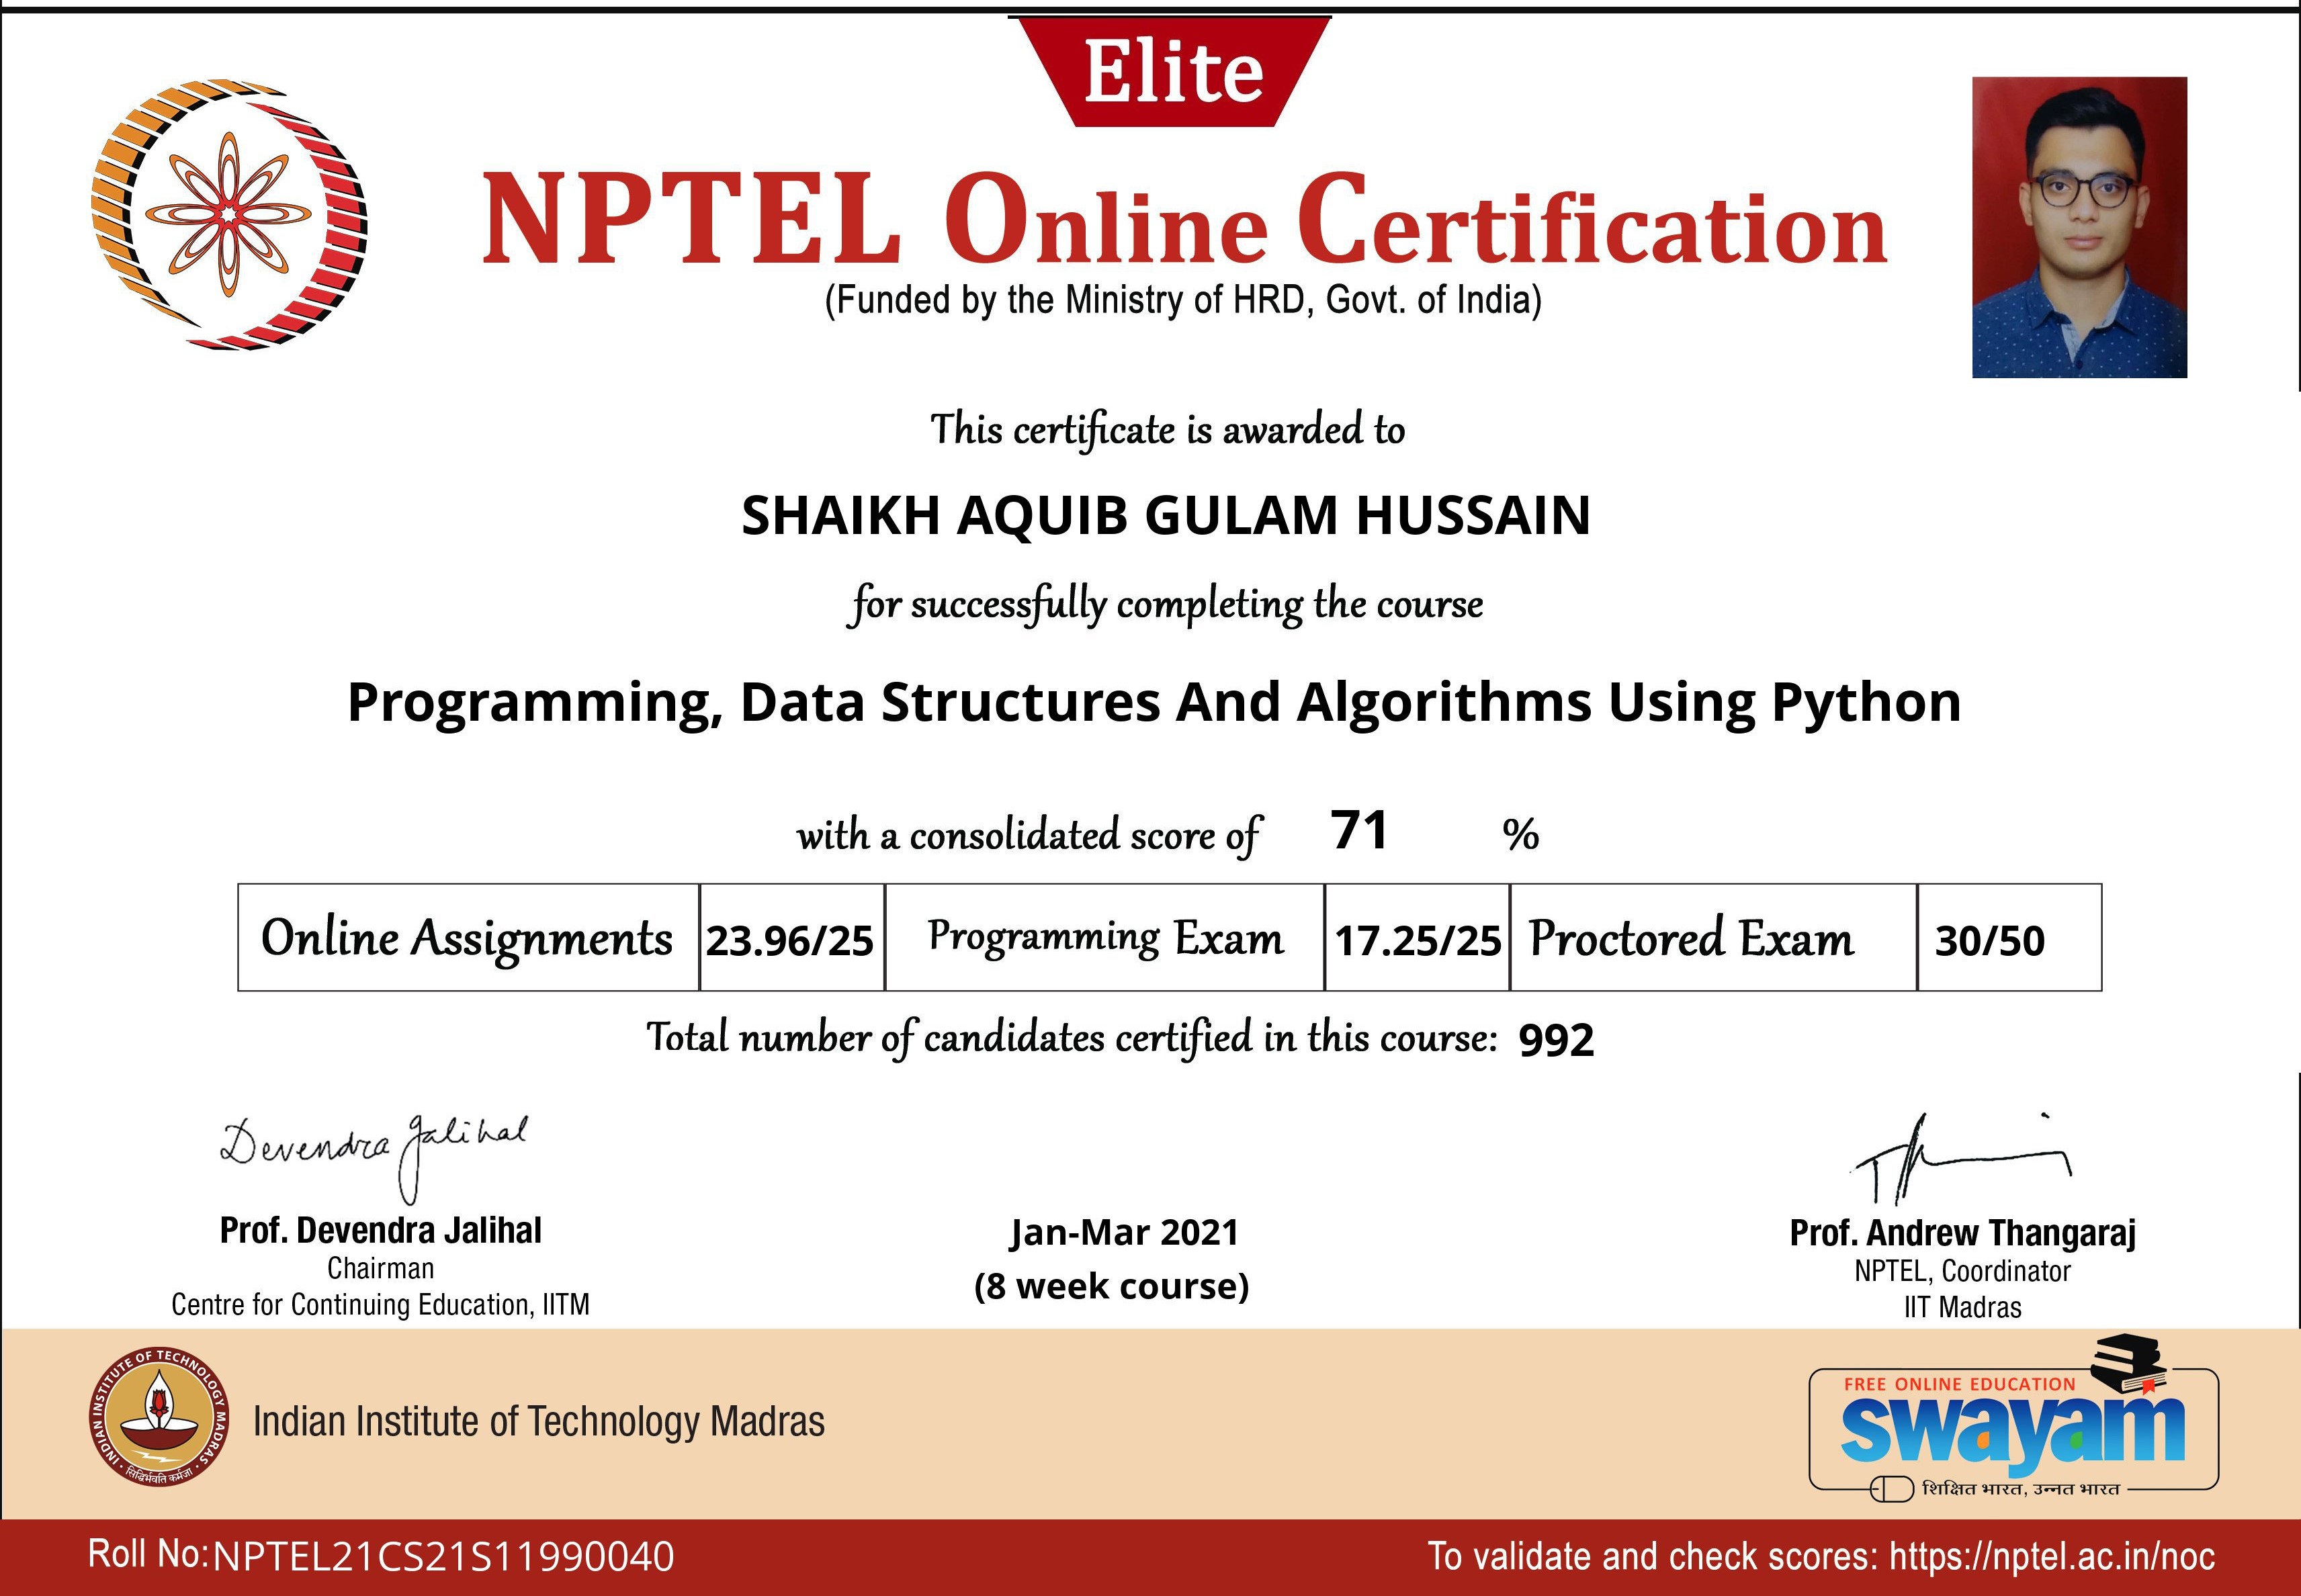 Elite
NPTEL Online Certification
(Funded by the Ministry of HRD, Govt. of India)
This certificate is awarded to
SHAIKH AQUIB GULAM HUSSAIN
for successfully completing the course
Programming, Data Structures And Algorithms Using Python
with a consolidated score of 71 %
Online Assignments 23.96/25 Programming Exam 17.25/25 Proctored Exam 30/50
Total number of candidates certified in this course: 992
Devendra Jalihal
Prof. Devendra Jalihal
Chairman
Centre for Continuing Education, IITM
Jan-Mar 2021
(8 week course)
Prof. Andrew Thangaraj
NPTEL, Coordinator
IIT Madras
INDIAN INSTITUTE OF TECHNOLOGY MADRAS
सिद्धिर्भवति कर्मजा
Indian Institute of Technology Madras
FREE ONLINE EDUCATION
swayam
शिक्षित भारत, उन्नत भारत
Roll No:NPTEL21CS21S11990040
To validate and check scores: https://nptel.ac.in/noc